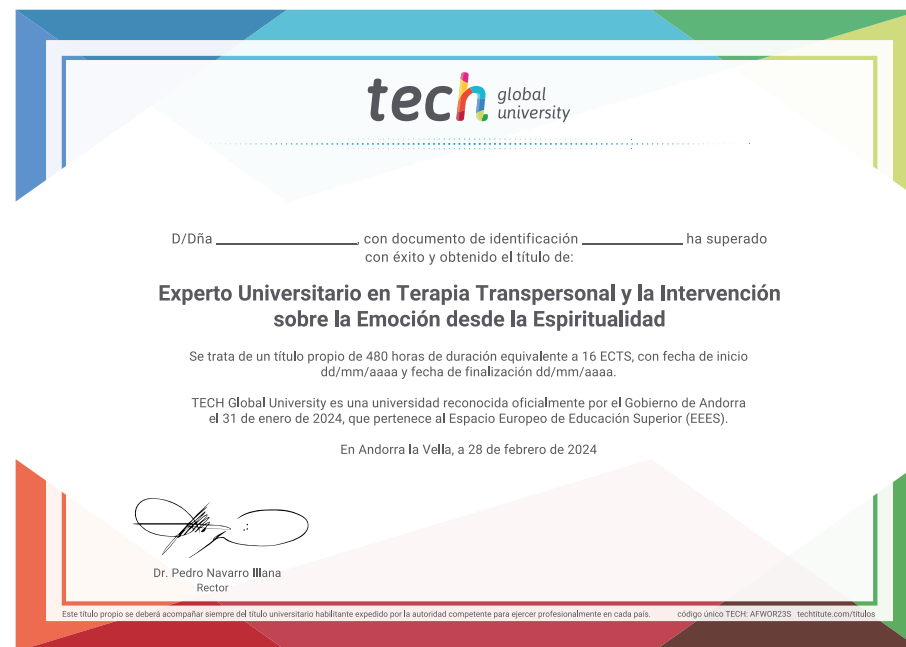 tech global university
D/Dña ______________, con documento de identificación __________ ha superado
con éxito y obtenido el título de:
Experto Universitario en Terapia Transpersonal y la Intervención
sobre la Emoción desde la Espiritualidad
Se trata de un título propio de 480 horas de duración equivalente a 16 ECTS, con fecha de inicio
dd/mm/aaaa y fecha de finalización dd/mm/aaaa.
TECH Global University es una universidad reconocida oficialmente por el Gobierno de Andorra
el 31 de enero de 2024, que pertenece al Espacio Europeo de Educación Superior (EEES).
En Andorra la Vella, a 28 de febrero de 2024
Dr. Pedro Navarro Illana
Rector
Este título propio se deberá acompañar siempre del título universitario habilitante expedido por la autoridad competente para ejercer profesionalmente en cada país. código único TECH: AFWOR23S techtitute.com/titulos